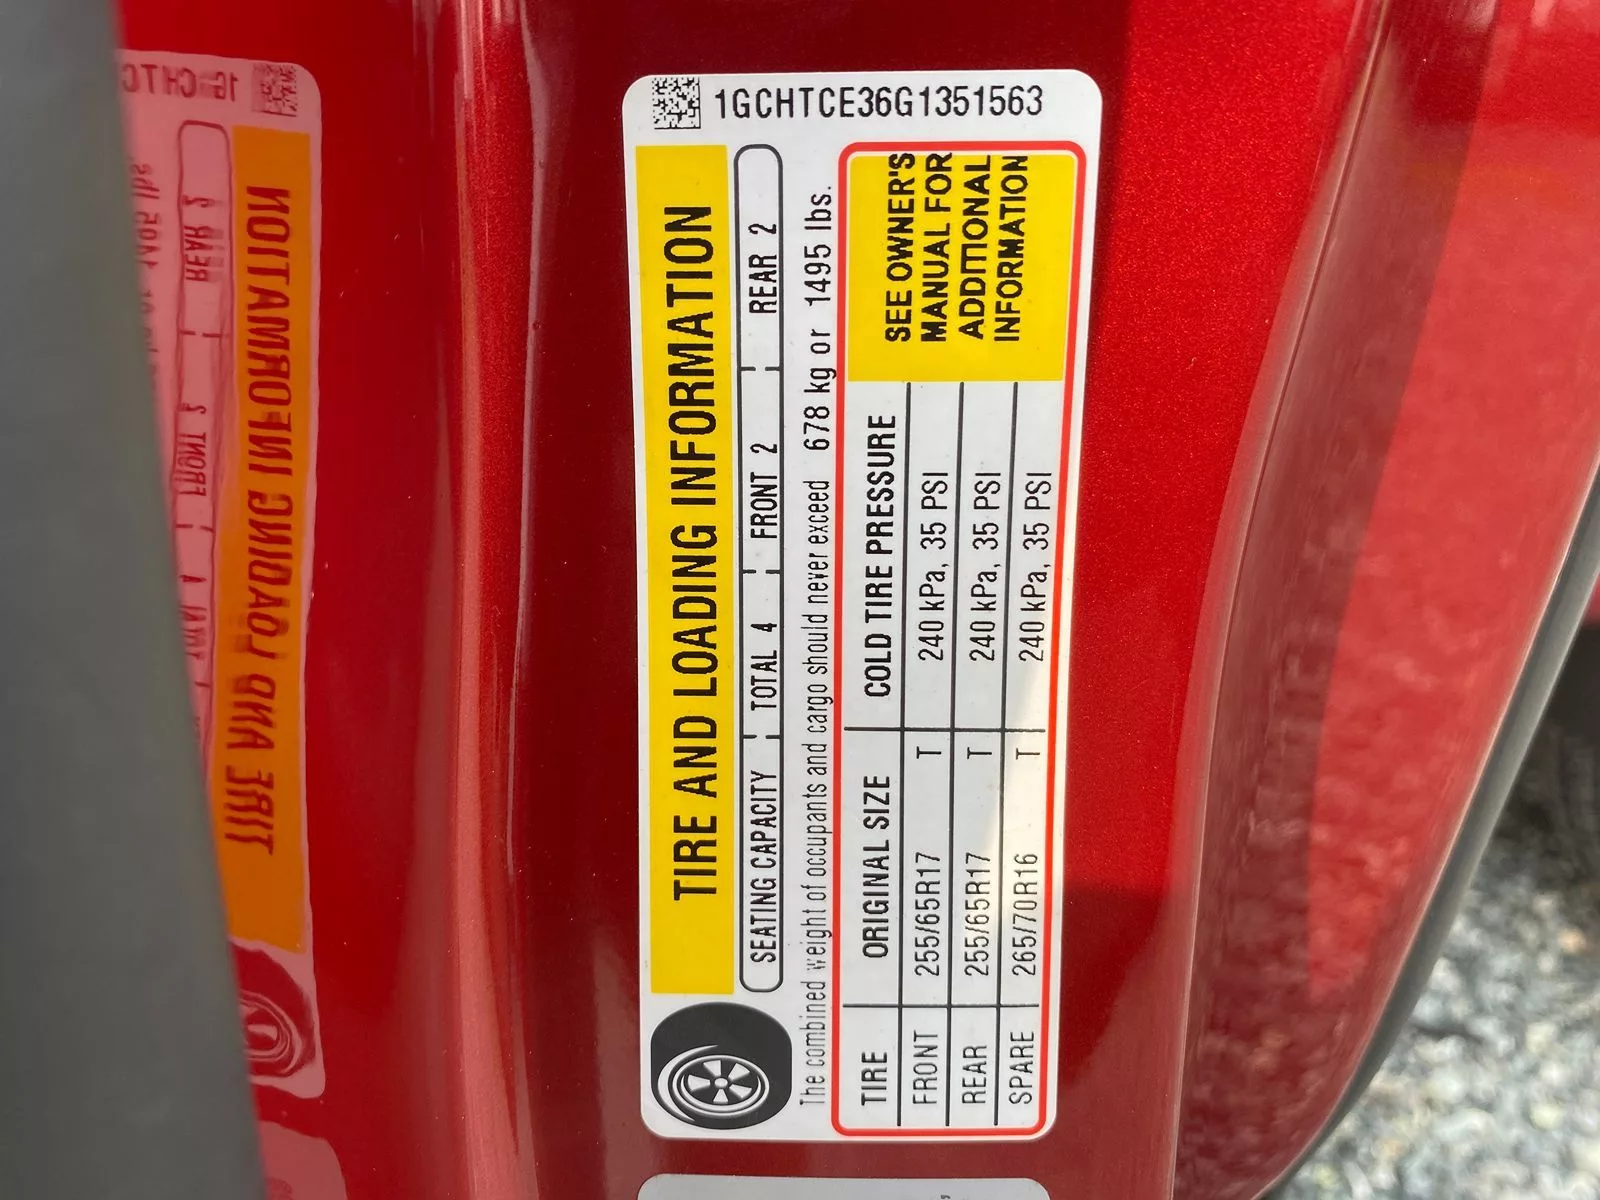 1GCHTCE36G1351563
TIRE AND LOADING INFORMATION
SEATING CAPACITY TOTAL 4 FRONT 2 REAR 2
The combined weight of occupants and cargo should never exceed 678 kg or 1495 lbs.
TIRE ORIGINAL SIZE COLD TIRE PRESSURE
FRONT 255/65R17 T 240 kPa, 35 PSI
REAR 255/65R17 T 240 kPa, 35 PSI
SPARE 265/70R16 T 240 kPa, 35 PSI
SEE OWNER'S
MANUAL FOR
ADDITIONAL
INFORMATION